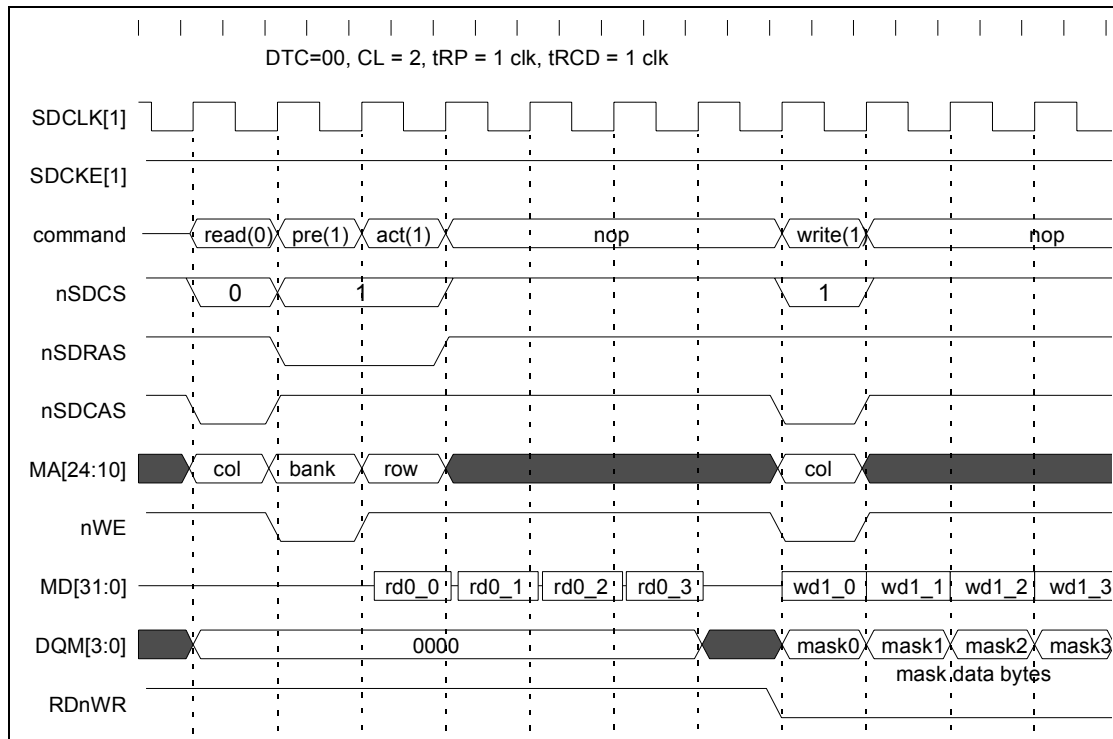 DTC=00, CL = 2, tRP = 1 clk, tRCD = 1 clk
SDCLK[1]
SDCKE[1]
command read(0) pre(1) act(1) nop write(1) nop
nSDCS 0 1 1
nSDRAS
nSDCAS
MA[24:10] col bank row col
nWE
MD[31:0] rd0_0 rd0_1 rd0_2 rd0_3 wd1_0 wd1_1 wd1_2 wd1_3
DQM[3:0] 0000 mask0 mask1 mask2 mask3
mask data bytes
RDnWR